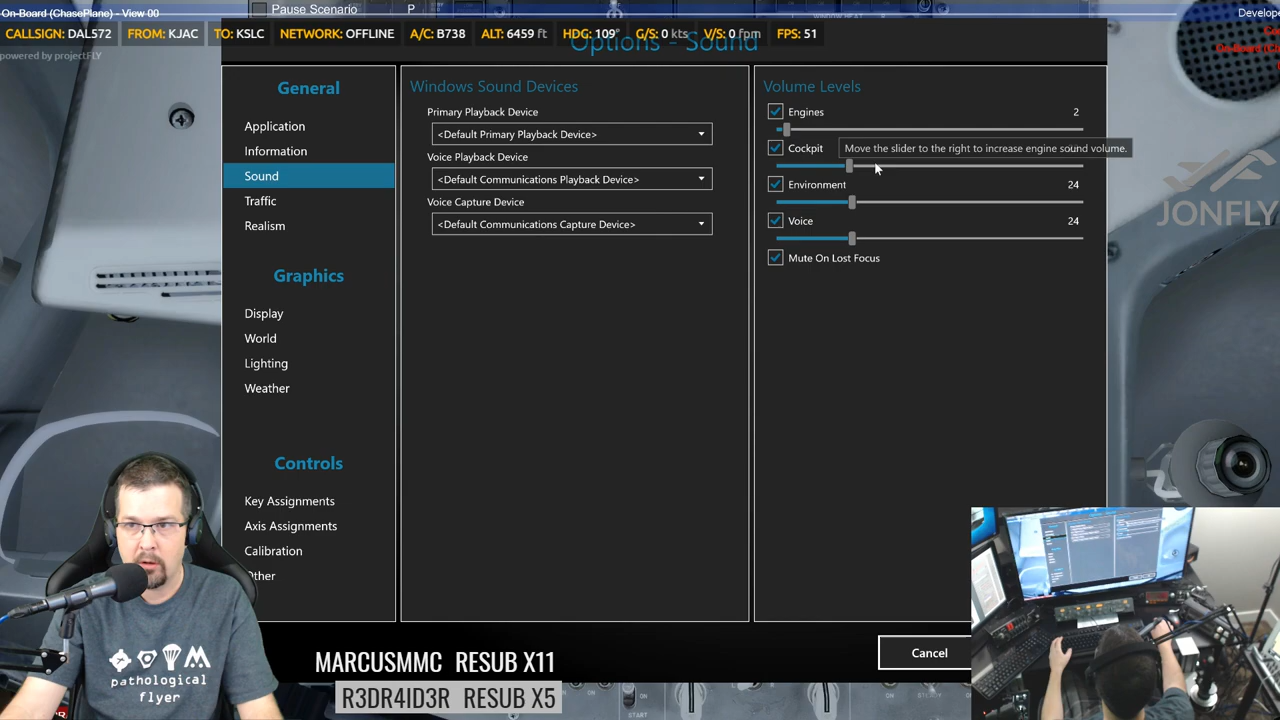 On-Board (ChasePlane) - View 00
Pause Scenario P
WINDOW HEAT
CALLSIGN: DAL572 FROM: KJAC TO: KSLC NETWORK: OFFLINE A/C: B738 ALT: 6459 ft HDG: 109° G/S: 0 kts V/S: 0 fpm FPS: 51
Options - Sound
powered by projectFLY
General
Application
Information
Sound
Traffic
Realism
Graphics
Display
World
Lighting
Weather
Controls
Key Assignments
Axis Assignments
Calibration
Other
Windows Sound Devices
Primary Playback Device
<Default Primary Playback Device>
Voice Playback Device
<Default Communications Playback Device>
Voice Capture Device
<Default Communications Capture Device>
Volume Levels
Engines 2
Cockpit
Move the slider to the right to increase engine sound volume.
Environment 24
Voice 24
Mute On Lost Focus
Cancel
JONFLY
pathological
flyer
MARCUSMMC RESUB X11
R3DR4ID3R RESUB X5